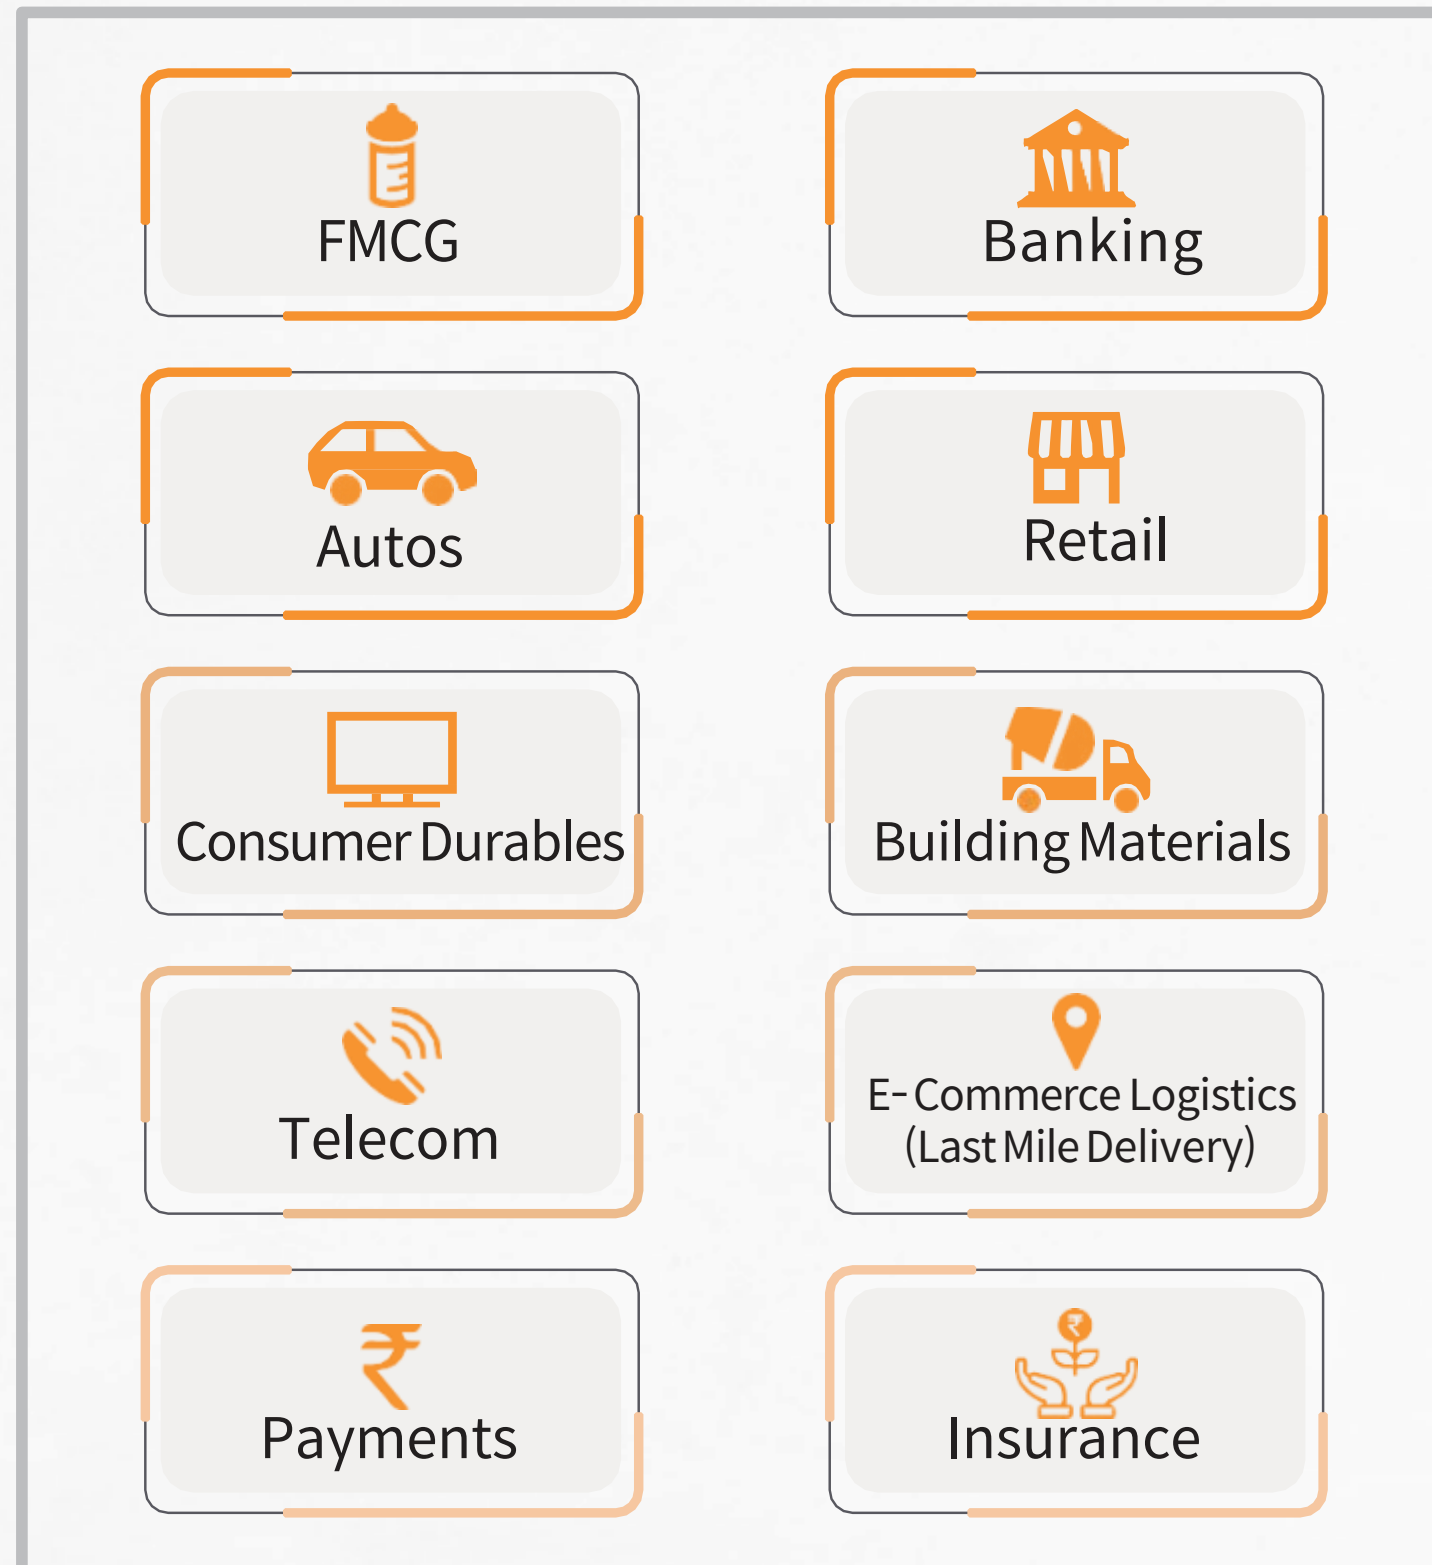 FMCG
Banking
Autos
Retail
Consumer Durables
Building Materials
Telecom
E-Commerce Logistics
(Last Mile Delivery)
₹
Payments
₹
Insurance